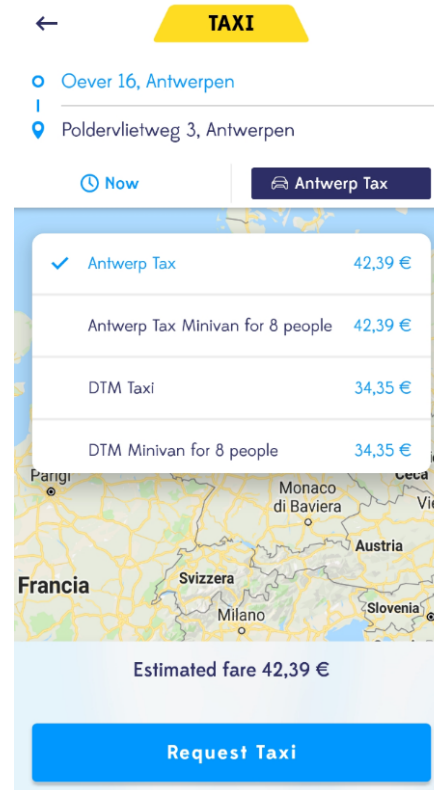 TAXI
Oever 16, Antwerpen
Poldervlietweg 3, Antwerpen
Now
Antwerp Tax
Antwerp Tax 42,39 €
Antwerp Tax Minivan for 8 people 42,39 €
DTM Taxi 34,35 €
DTM Minivan for 8 people 34,35 €
Parigi
Monaco
di Baviera
Austria
Francia
Svizzera
Milano
Slovenia
Estimated fare 42,39 €
Request Taxi